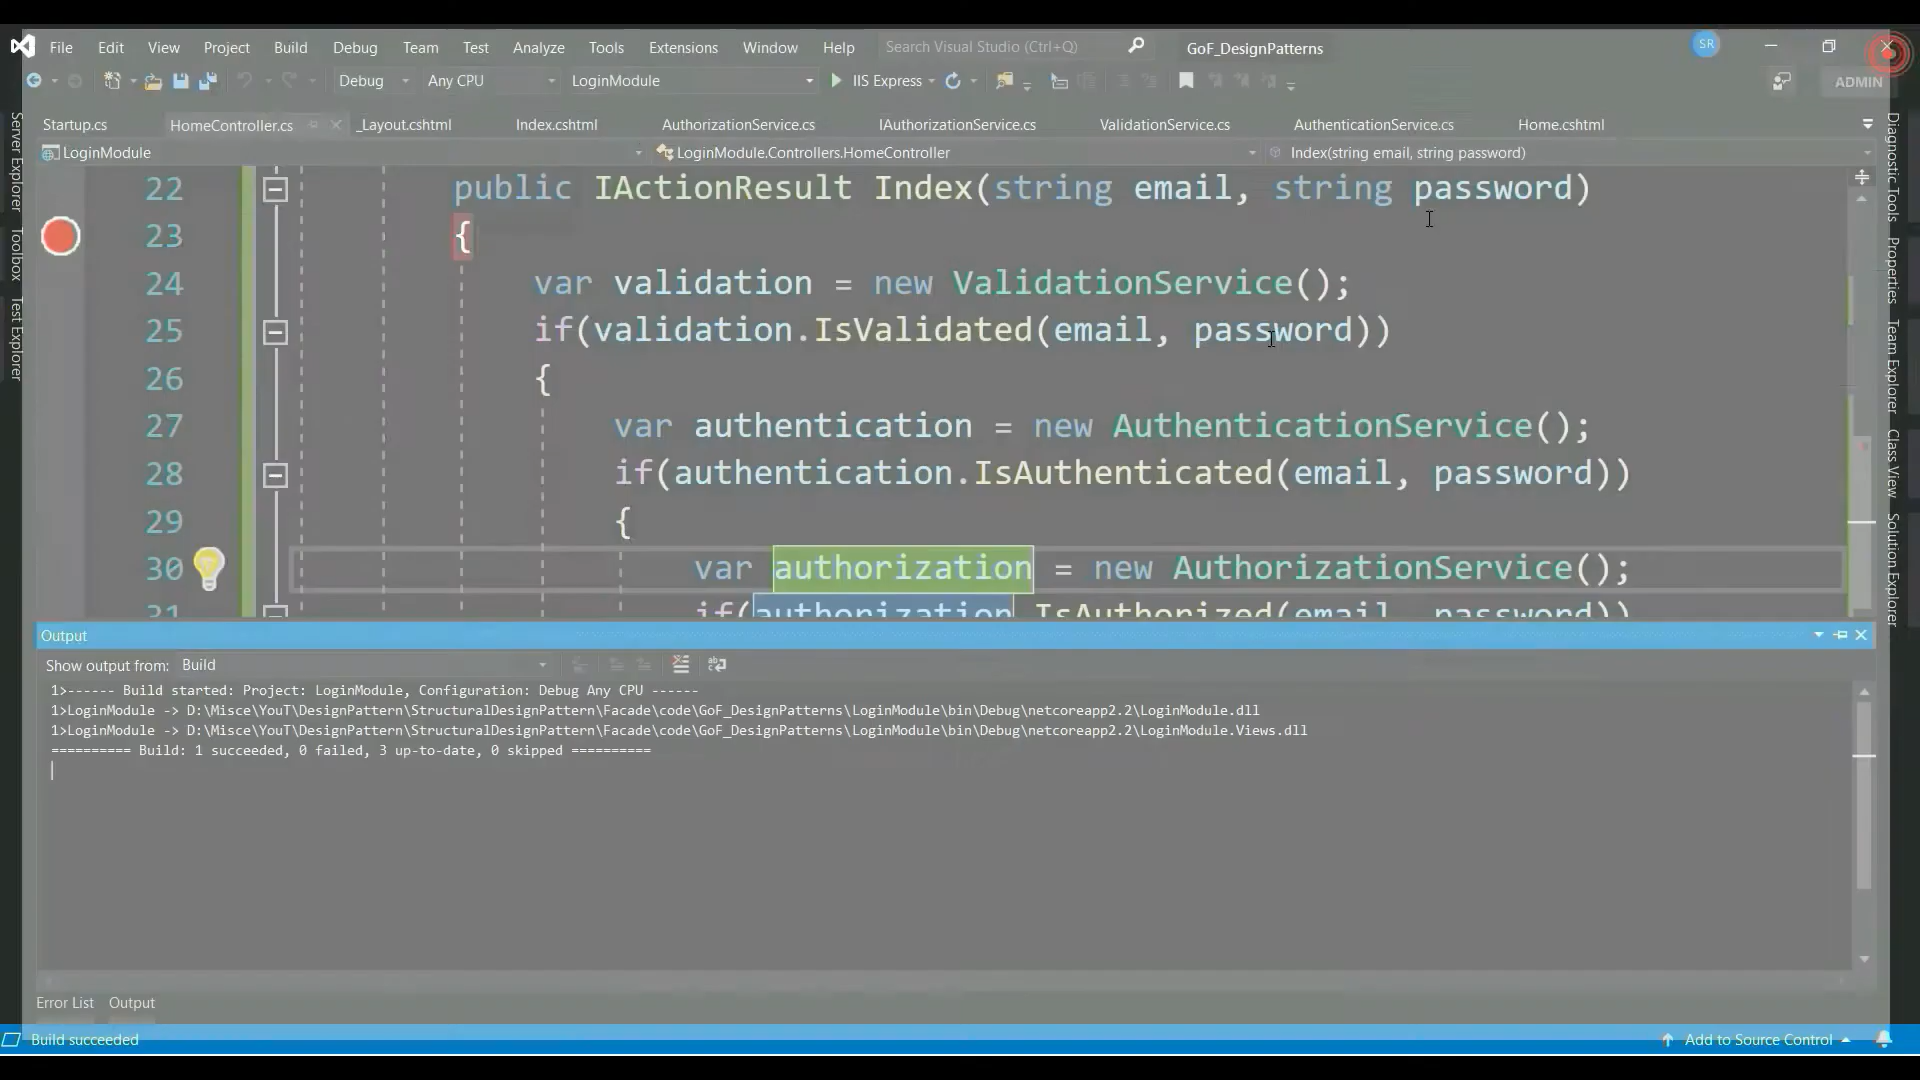 File Edit View Project Build Debug Team Test Analyze Tools Extensions Window Help Search Visual Studio (Ctrl+Q) GoF_DesignPatterns SR
Debug Any CPU LoginModule IIS Express ADMIN
Startup.cs HomeController.cs _Layout.cshtml Index.cshtml AuthorizationService.cs IAuthorizationService.cs ValidationService.cs AuthenticationService.cs Home.cshtml
LoginModule LoginModule.Controllers.HomeController Index(string email, string password)
Server Explorer
Toolbox
Test Explorer
22 public IActionResult Index(string email, string password)
23 {
24 var validation = new ValidationService();
25 if(validation.IsValidated(email, password))
26 {
27 var authentication = new AuthenticationService();
28 if(authentication.IsAuthenticated(email, password))
29 {
30 var authorization = new AuthorizationService();
31 if(authorization.IsAuthorized(email, password))
Diagnostic Tools
Properties
Team Explorer
Class View
Solution Explorer
Output
Show output from: Build
1>------ Build started: Project: LoginModule, Configuration: Debug Any CPU ------
1>LoginModule -> D:\Misce\YouT\DesignPattern\StructuralDesignPattern\Facade\code\GoF_DesignPatterns\LoginModule\bin\Debug\netcoreapp2.2\LoginModule.dll
1>LoginModule -> D:\Misce\YouT\DesignPattern\StructuralDesignPattern\Facade\code\GoF_DesignPatterns\LoginModule\bin\Debug\netcoreapp2.2\LoginModule.Views.dll
========== Build: 1 succeeded, 0 failed, 3 up-to-date, 0 skipped ==========
Error List Output
Build succeeded Add to Source Control